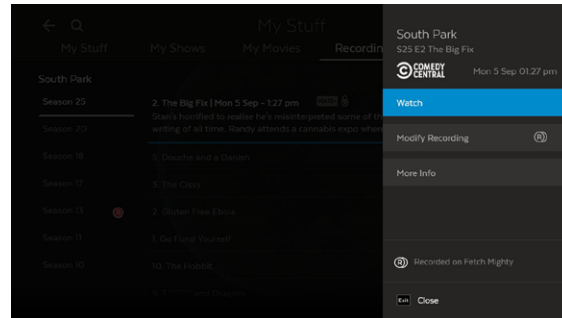 My Stuff
My Stuff
My Shows
My Movies
Recordin
South Park
Season 25
2. The Big Fix | Mon 5 Sep - 1:27 pm
Stan's horrified to realise he's misinterpreted some of th
writing of all time. Randy attends a cannabis expo when
Season 20
Season 18
5. Douche and a Danish
Season 17
3. The Cissy
Season 13
2. Gluten Free Ebola
Season 11
1. Go Fund Yourself
Season 10
10. The Hobbit
South Park
S25 E2 The Big Fix
COMEDY
CENTRAL
Mon 5 Sep 01:27 pm
Watch
Modify Recording
R
More Info
R
Recorded on Fetch Mighty
Exit
Close